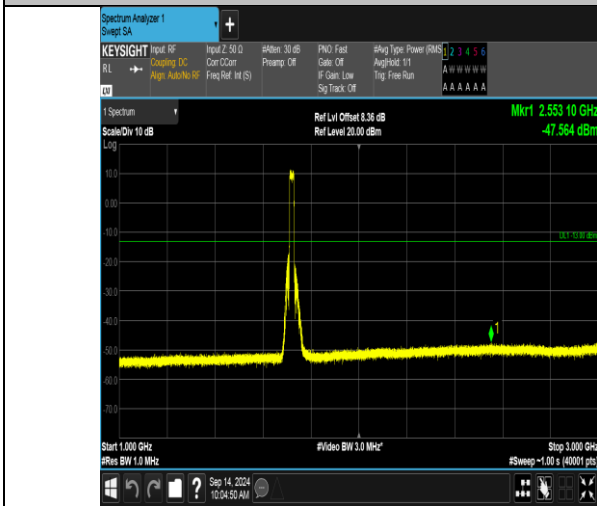 Spectrum Analyzer 1
Swept SA
+
KEYSIGHT Input: RF Input Z: 50 Ω #Atten: 30 dB PNO: Fast #Avg Type: Power (RMS 1 2 3 4 5 6
RL Coupling: DC Corr CCorr Preamp: Off Gate: Off Avg|Hold: 1/1 A W W W W W
Align: Auto/No RF Freq Ref: Int (S) IF Gain: Low Trig: Free Run
Sig Track: Off A A A A A A
1 Spectrum
Ref Lvl Offset 8.36 dB Mkr1 2.553 10 GHz
Scale/Div 10 dB Ref Level 20.00 dBm -47.564 dBm
Log
10.0
0.00
-10.0
DL1 -13.00 dBm
-20.0
-30.0
-40.0
1
-50.0
-60.0
-70.0
Start 1.000 GHz #Video BW 3.0 MHz* Stop 3.000 GHz
#Res BW 1.0 MHz #Sweep ~1.00 s (40001 pts)
? Sep 14, 2024
10:04:50 AM